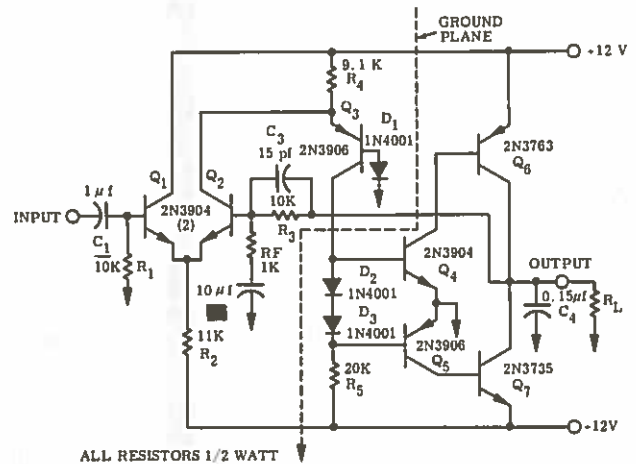 GROUND
PLANE
+12 V
9.1 K
R4
Q3
D1
1N4001
C3
15 pf
2N3906
2N3763
Q6
Q1
Q2
1 μf
INPUT
2N3904
(2)
10K
R3
C1
10K
R1
RF
1K
2N3904
Q4
OUTPUT
D2
1N4001
10 μf
D3
1N4001
0.15μf
C4
RL
11K
R2
2N3906
Q5
2N3735
Q7
20K
R5
-12V
ALL RESISTORS 1/2 WATT